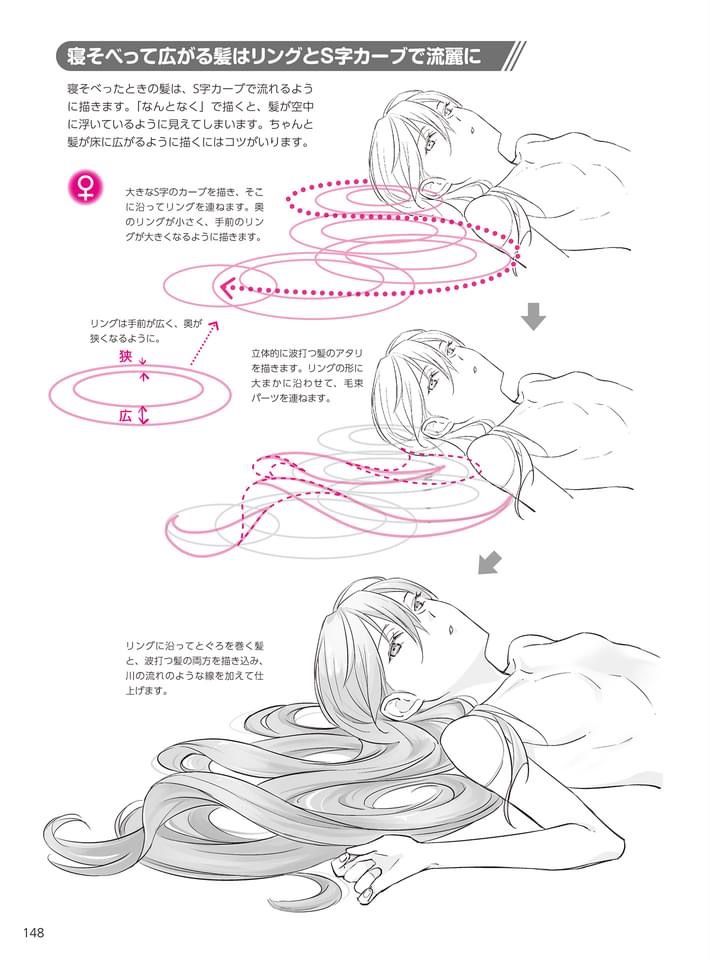 寝そべって広がる髪はリングとS字カーブで流麗に
寝そべったときの髪は、S字カーブで流れるよう
に描きます。「なんとなく」で描くと、髪が空中
に浮いているように見えてしまいます。ちゃんと
髪が床に広がるように描くにはコツがいります。
大きなS字のカーブを描き、そこ
に沿ってリングを連ねます。奥
のリングが小さく、手前のリン
グが大きくなるように描きます。
リングは手前が広く、奥が
狭くなるように。
狭
広
立体的に波打つ髪のアタリ
を描きます。リングの形に
大まかに沿わせて、毛束
パーツを連ねます。
リングに沿ってとぐろを巻く髪
と、波打つ髪の両方を描き込み、
川の流れのような線を加えて仕
上げます。
148